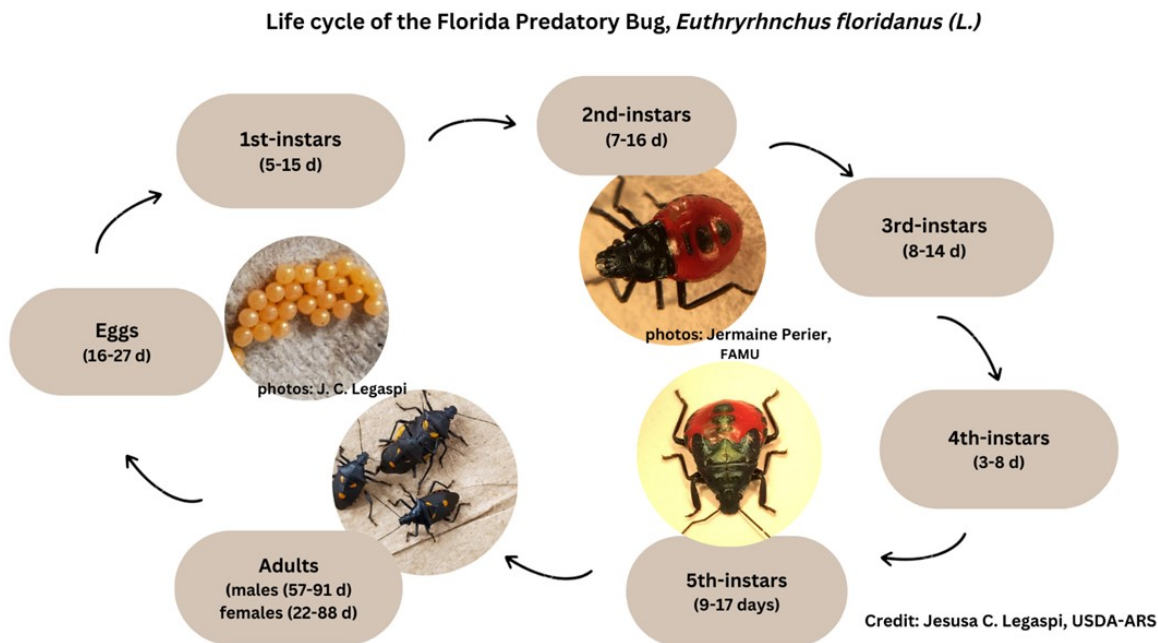 Life cycle of the Florida Predatory Bug, Euthryrhnchus floridanus (L.)
1st-instars
(5-15 d)
2nd-instars
(7-16 d)
3rd-instars
(8-14 d)
photos: Jermaine Perier,
FAMU
Eggs
(16-27 d)
photos: J. C. Legaspi
4th-instars
(3-8 d)
5th-instars
(9-17 days)
Adults
(males (57-91 d)
females (22-88 d)
Credit: Jesusa C. Legaspi, USDA-ARS